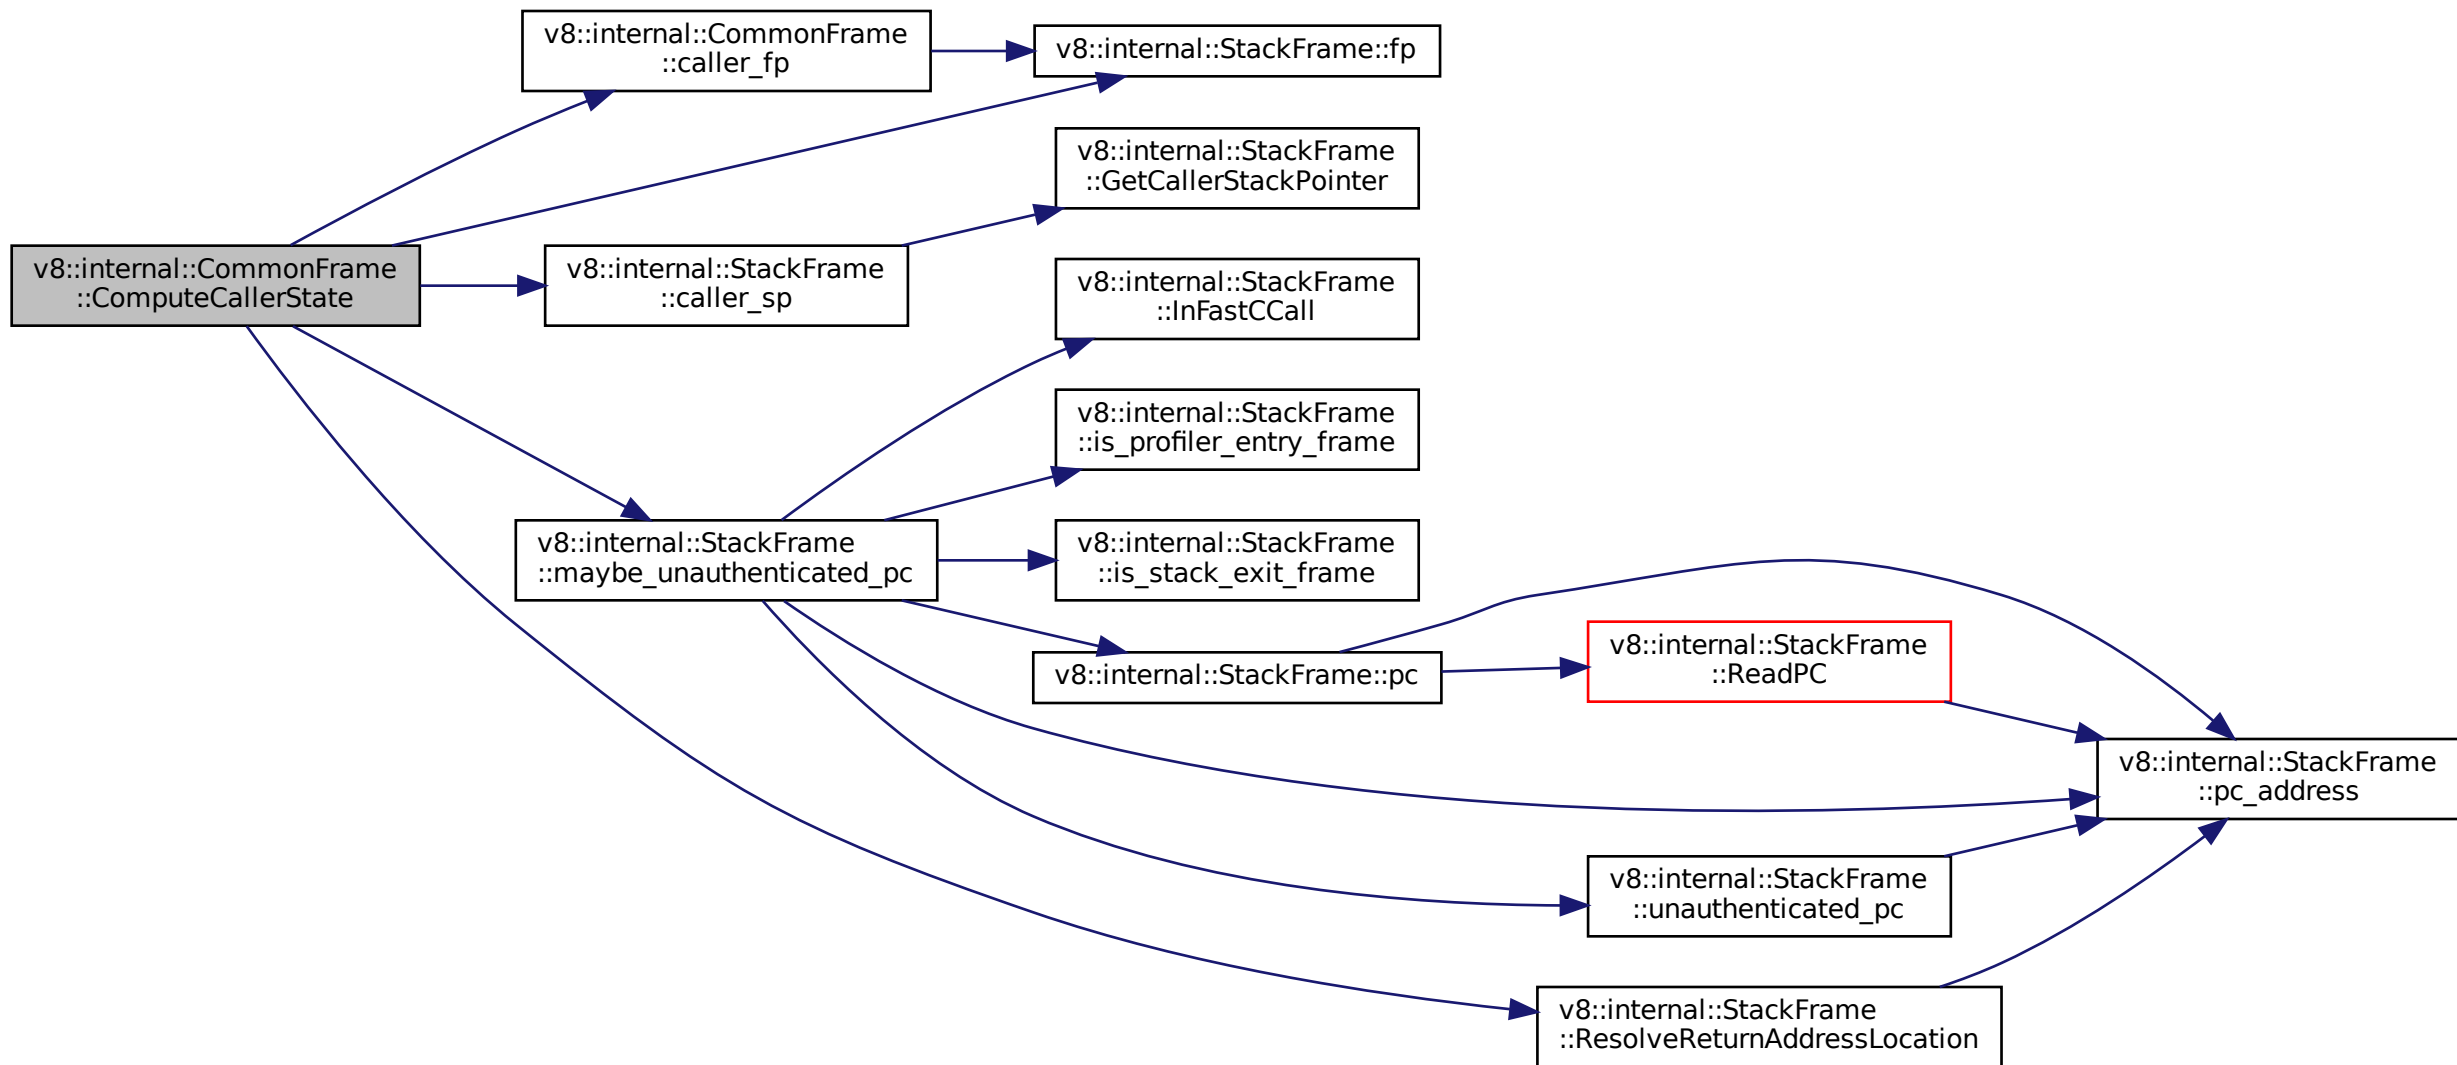 v8::internal::CommonFrame
::caller_fp
v8::internal::StackFrame::fp
v8::internal::StackFrame
::GetCallerStackPointer
v8::internal::CommonFrame
::ComputeCallerState
v8::internal::StackFrame
::caller_sp
v8::internal::StackFrame
::InFastCCall
v8::internal::StackFrame
::is_profiler_entry_frame
v8::internal::StackFrame
::maybe_unauthenticated_pc
v8::internal::StackFrame
::is_stack_exit_frame
v8::internal::StackFrame::pc
v8::internal::StackFrame
::ReadPC
v8::internal::StackFrame
::pc_address
v8::internal::StackFrame
::unauthenticated_pc
v8::internal::StackFrame
::ResolveReturnAddressLocation